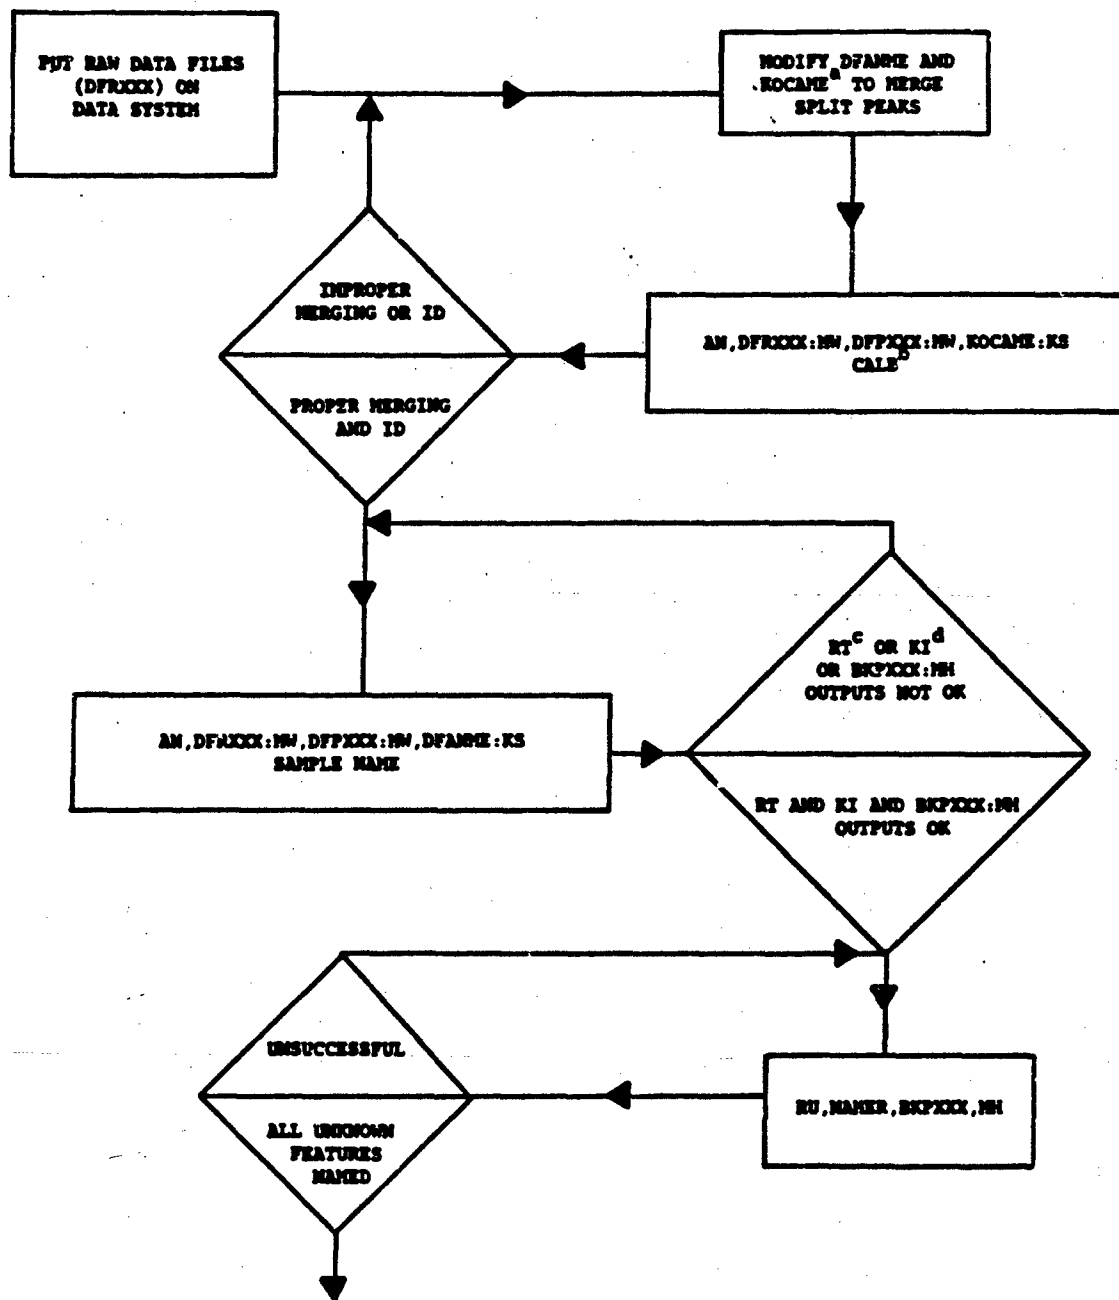 PUT RAW DATA FILES
(DFRXXX) ON
DATA SYSTEM
MODIFY DFANME AND
KOCAME a TO MERGE
SPLIT PEAKS
IMPROPER
MERGING OR ID
PROPER MERGING
AND ID
AN,DFRXXX:MW,DFPXXX:MW,KOCAME:KS
CALE b
RT c OR KI d
OR BKPXXX:MH
OUTPUTS NOT OK
RT AND KI AND BKPXXX:MH
OUTPUTS OK
AN,DFRXXX:MW,DFPXXX:MW,DFANME:KS
SAMPLE NAME
UNSUCCESSFUL
ALL UNKNOWN
FEATURES
NAMED
RU,NAMER,BKPXXX,MH